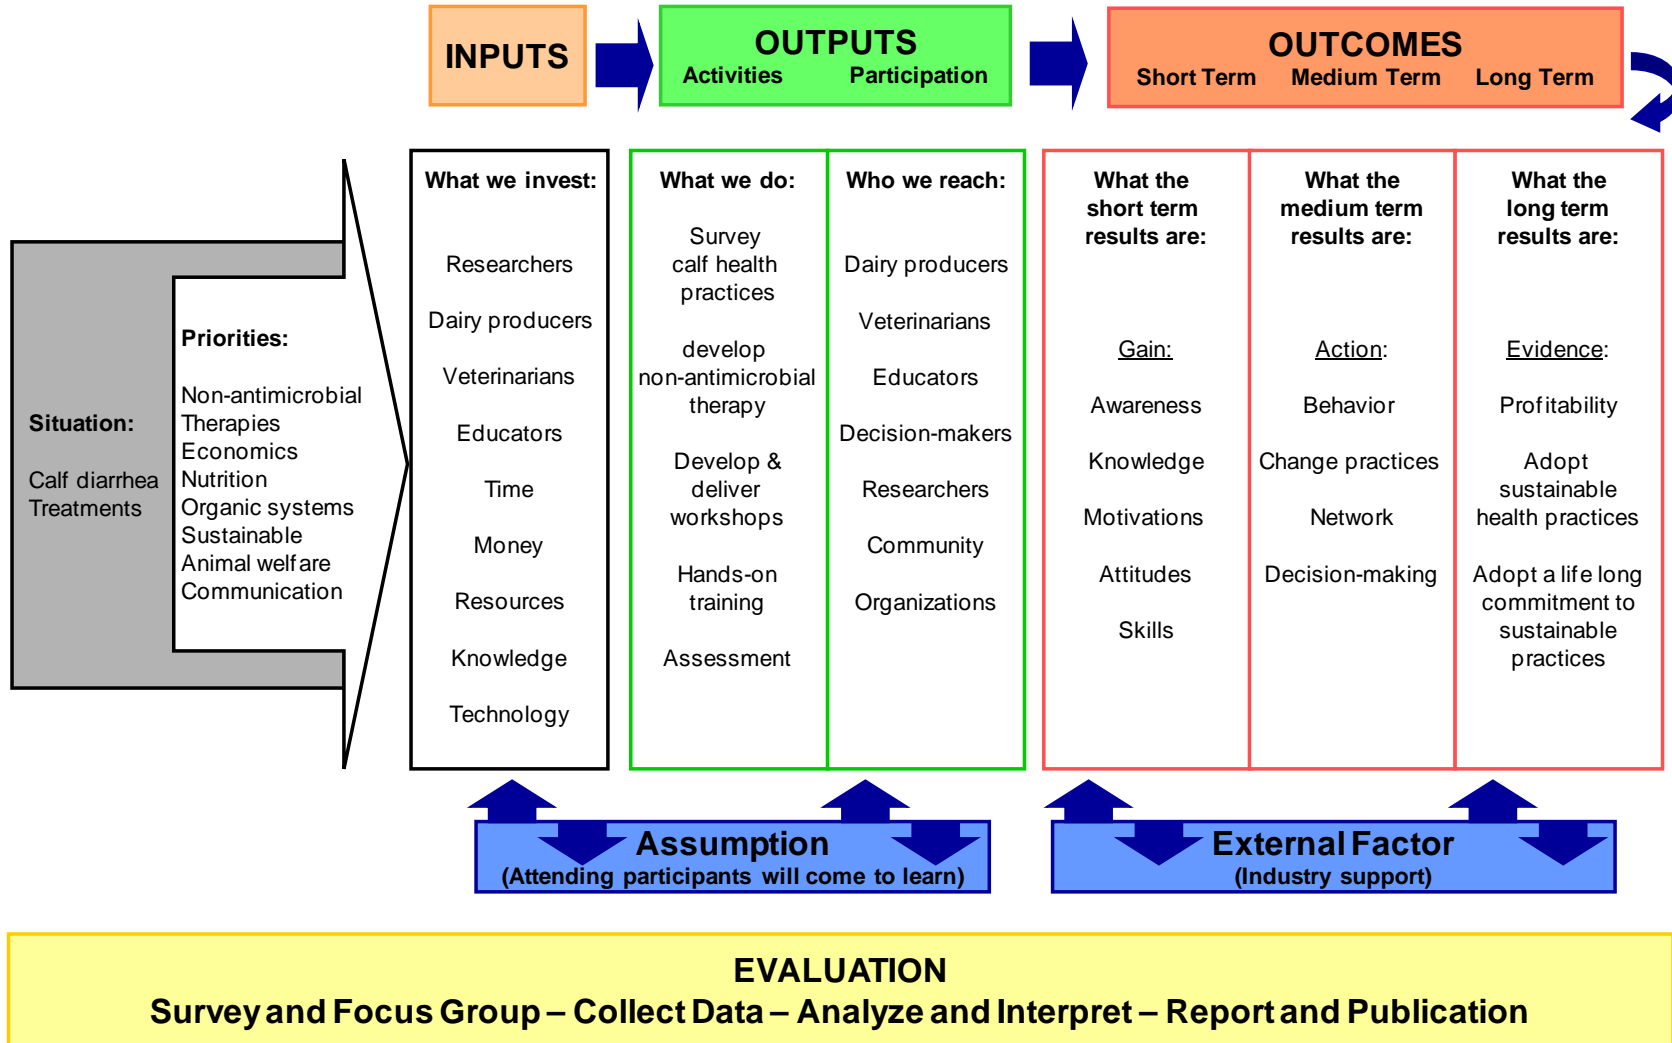 INPUTS
OUTPUTS
Activities Participation
OUTCOMES
Short Term Medium Term Long Term
Situation:
Calf diarrhea
Treatments
Priorities:
Non-antimicrobial
Therapies
Economics
Nutrition
Organic systems
Sustainable
Animal welfare
Communication
What we invest:
Researchers
Dairy producers
Veterinarians
Educators
Time
Money
Resources
Knowledge
Technology
What we do:
Survey
calf health
practices
develop
non-antimicrobial
therapy
Develop &
deliver
workshops
Hands-on
training
Assessment
Who we reach:
Dairy producers
Veterinarians
Educators
Decision-makers
Researchers
Community
Organizations
What the
short term
results are:
Gain:
Awareness
Knowledge
Motivations
Attitudes
Skills
What the
medium term
results are:
Action:
Behavior
Change practices
Network
Decision-making
What the
long term
results are:
Evidence:
Profitability
Adopt
sustainable
health practices
Adopt a life long
commitment to
sustainable
practices
Assumption
(Attending participants will come to learn)
External Factor
(Industry support)
EVALUATION
Survey and Focus Group – Collect Data – Analyze and Interpret – Report and Publication